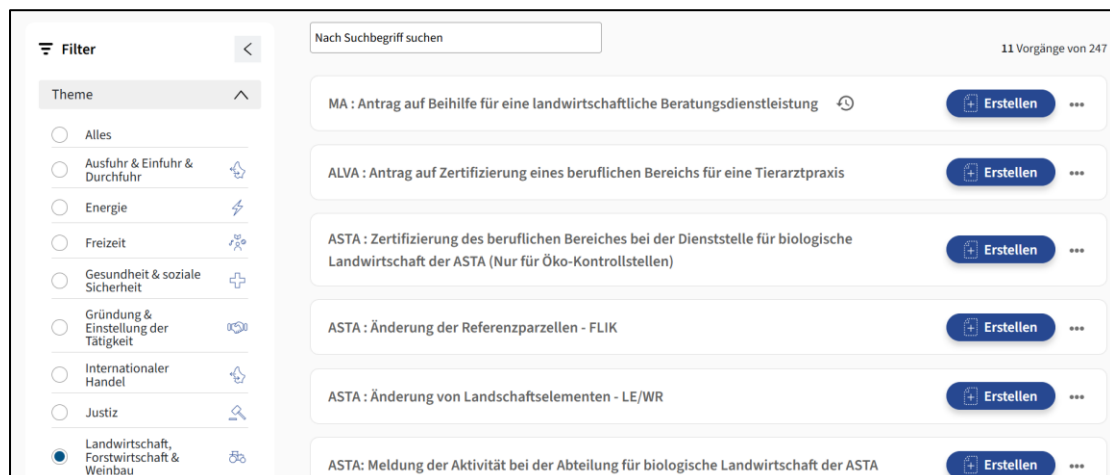 Filter
Theme
Alles
Ausfuhr & Einfuhr &
Durchfuhr
Energie
Freizeit
Gesundheit & soziale
Sicherheit
Gründung &
Einstellung der
Tätigkeit
Internationaler
Handel
Justiz
Landwirtschaft,
Forstwirtschaft &
Weinbau
Nach Suchbegriff suchen
11 Vorgänge von 247
MA : Antrag auf Beihilfe für eine landwirtschaftliche Beratungsdienstleistung
Erstellen
ALVA : Antrag auf Zertifizierung eines beruflichen Bereichs für eine Tierarztpraxis
Erstellen
ASTA : Zertifizierung des beruflichen Bereiches bei der Dienststelle für biologische
Landwirtschaft der ASTA (Nur für Öko-Kontrollstellen)
Erstellen
ASTA : Änderung der Referenzparzellen - FLIK
Erstellen
ASTA : Änderung von Landschaftselementen - LE/WR
Erstellen
ASTA: Meldung der Aktivität bei der Abteilung für biologische Landwirtschaft der ASTA
Erstellen